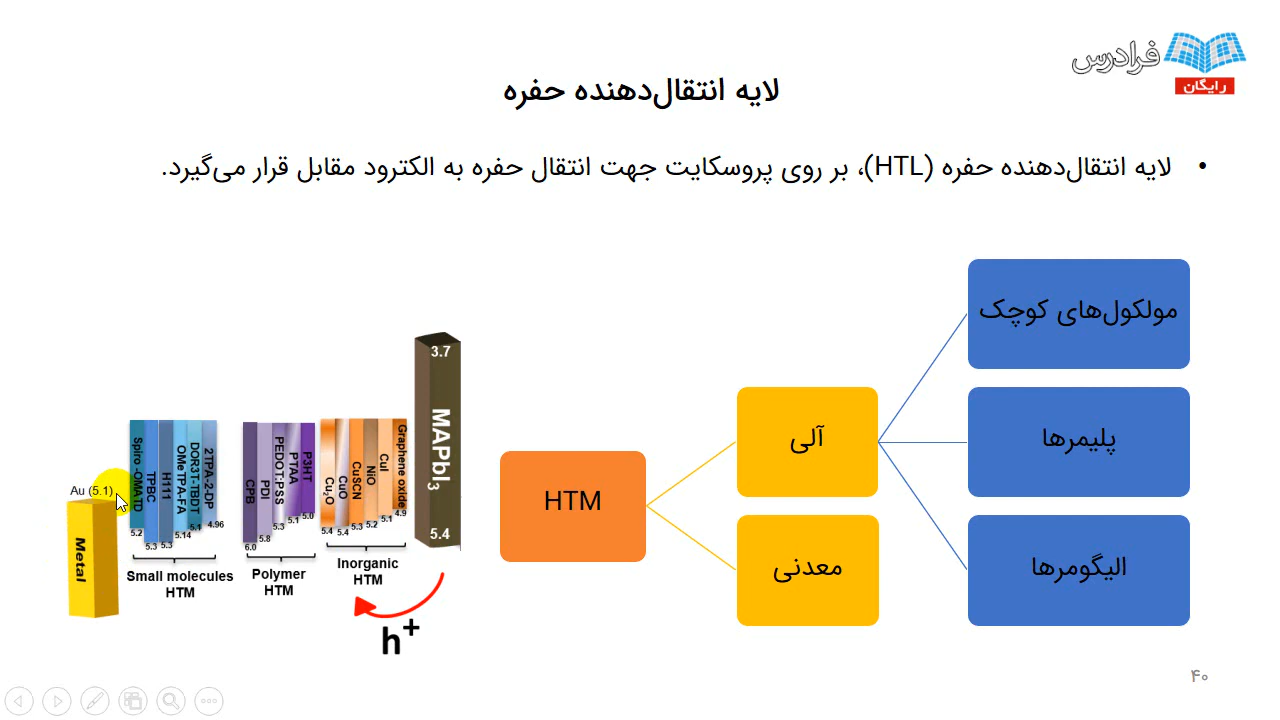 فرادرس
رایگان
لایه انتقال‌دهنده حفره
• لایه انتقال‌دهنده حفره (HTL)، بر روی پروسکایت جهت انتقال حفره به الکترود مقابل قرار می‌گیرد.
HTM
آلی
معدنی
مولکول‌های کوچک
پلیمرها
الیگومرها
Au (5.1)
Metal
Spiro-OMATD
5.2
TPBC
5.3
H111
5.3
OMeTPA-FA
5.14
DOR3T-TBDT
5.1
2TPA-2-DP
4.96
Small molecules
HTM
CPB
6.0
PDI
5.8
PEDOT:PSS
5.3
PTAA
5.1
P3HT
5.0
Polymer
HTM
Cu2O
5.4
CuO
5.4
CuSCN
5.3
NiO
5.2
CuI
5.1
Graphene oxide
4.9
Inorganic
HTM
3.7
MAPbI3
5.4
h+
۴۰